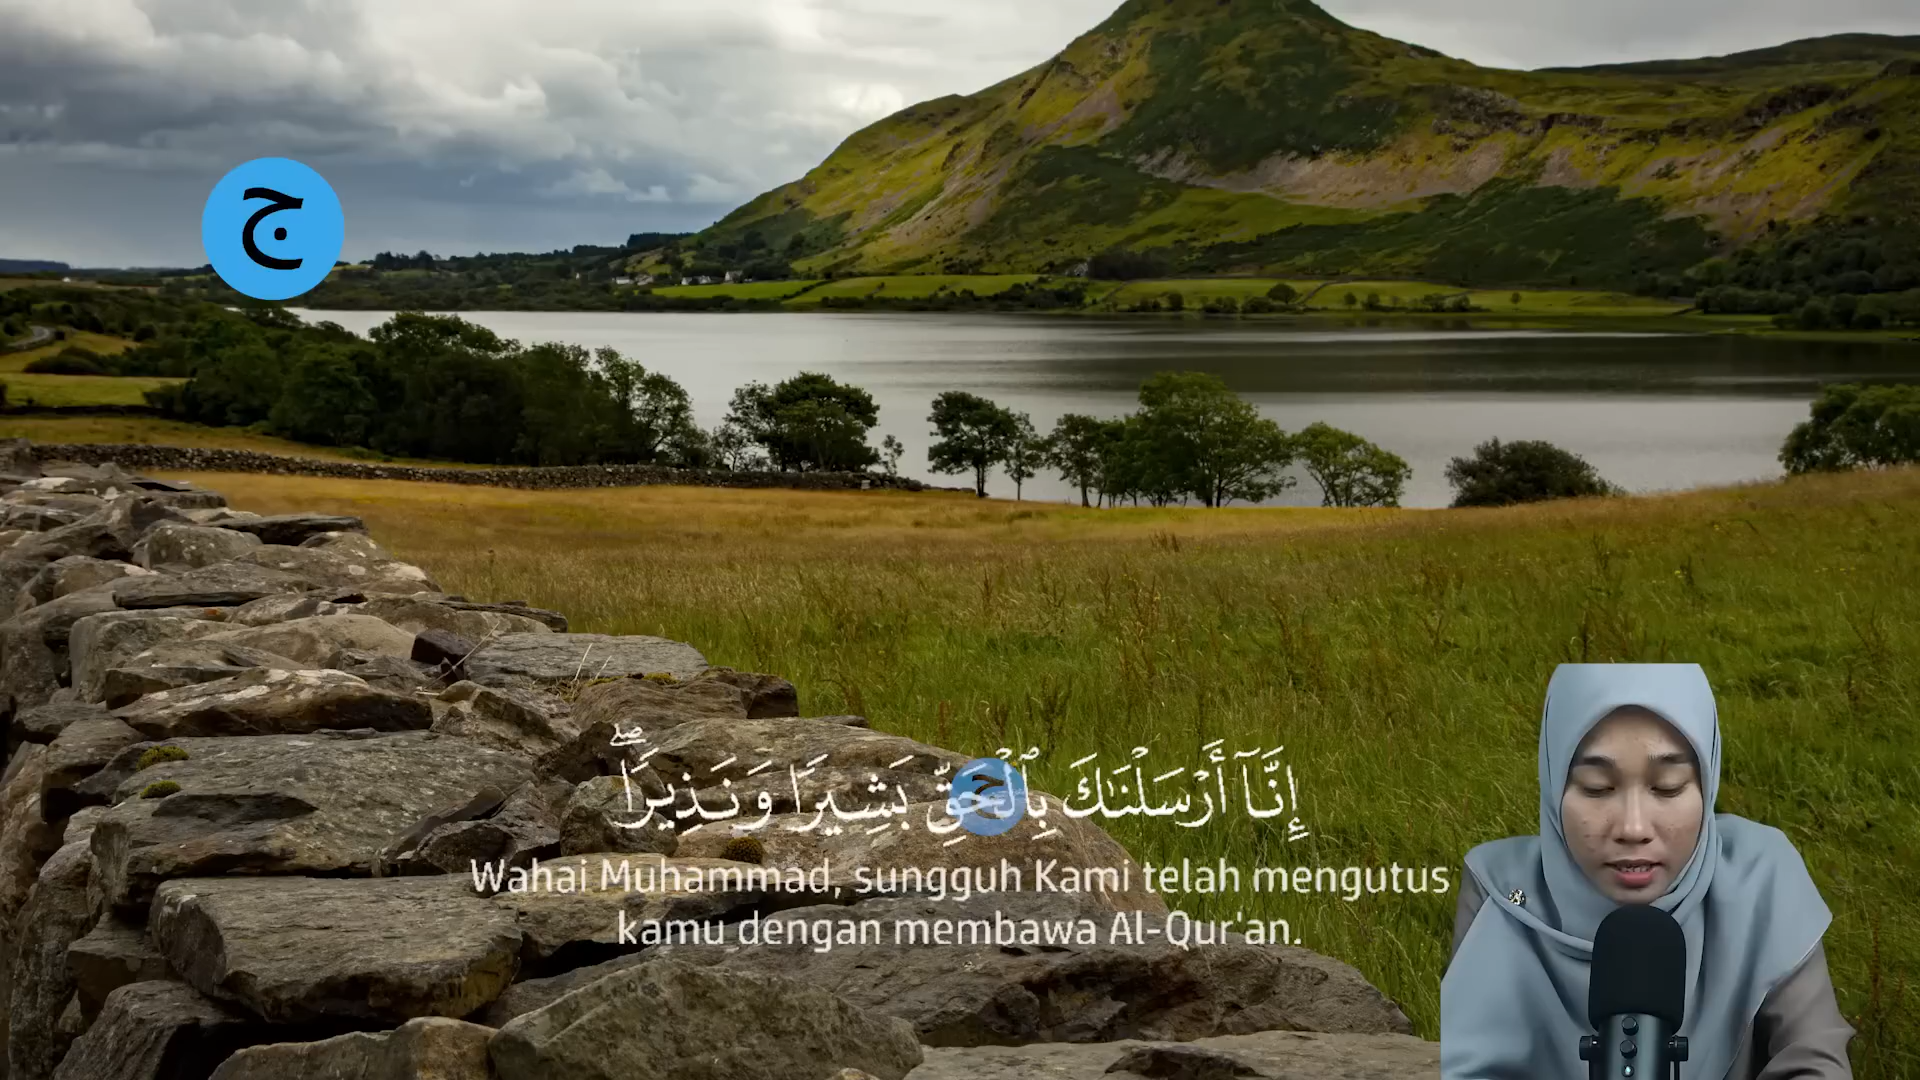 ج
إِنَّآ أَرْسَلْنَٰكَ بِٱلْحَقِّ بَشِيرًا وَنَذِيرًا ۖ
Wahai Muhammad, sungguh Kami telah mengutus
kamu dengan membawa Al-Qur'an.